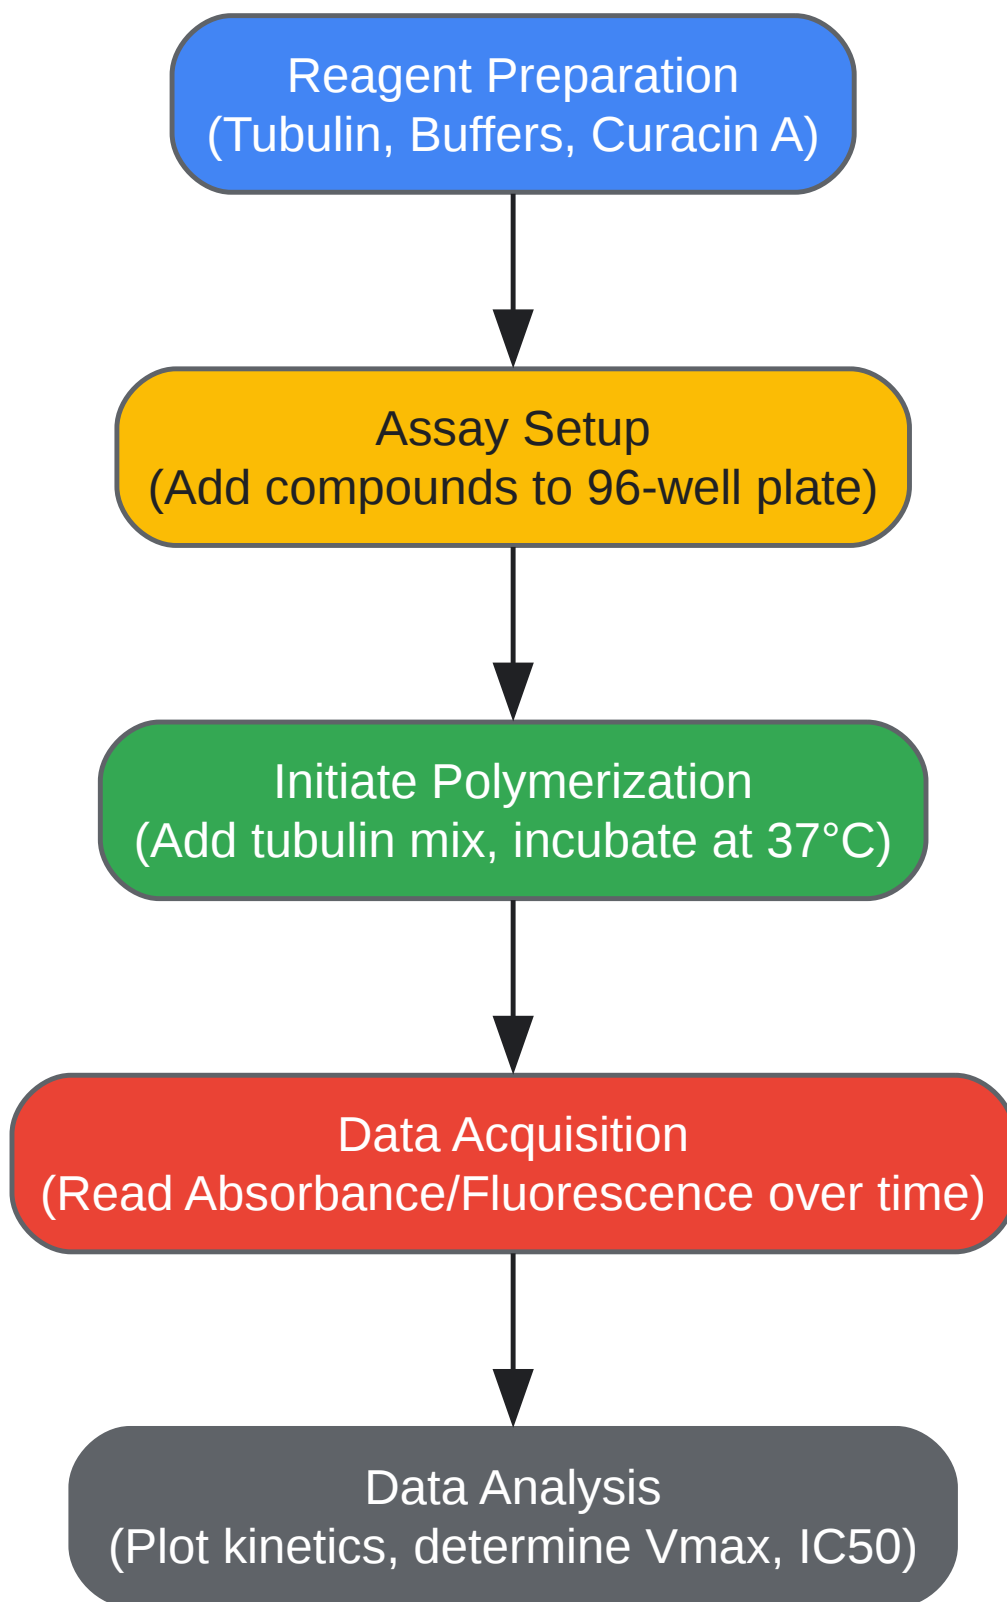 Reagent Preparation
(Tubulin, Buffers, Curacin A)
Assay Setup
(Add compounds to 96-well plate)
Initiate Polymerization
(Add tubulin mix, incubate at 37°C)
Data Acquisition
(Read Absorbance/Fluorescence over time)
Data Analysis
(Plot kinetics, determine Vmax, IC50)